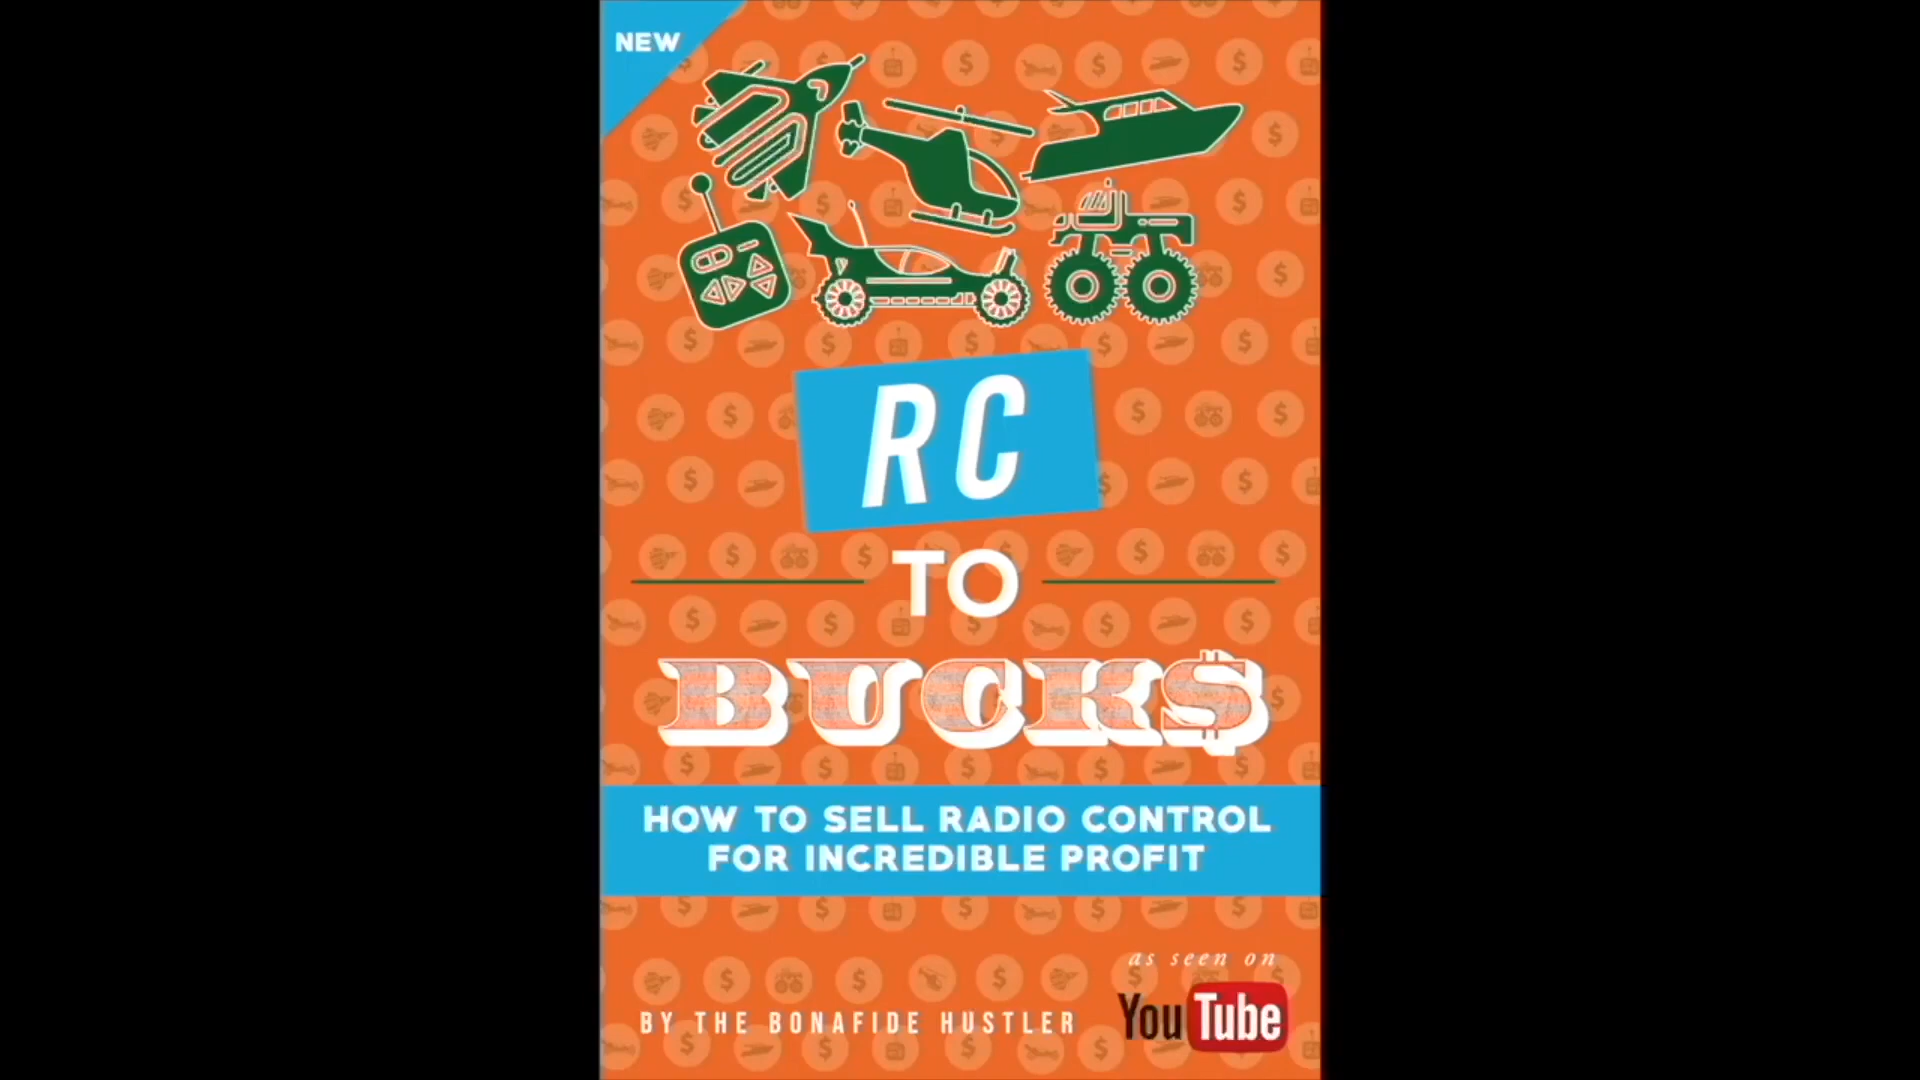 NEW
RC
TO
BUCK$
HOW TO SELL RADIO CONTROL
FOR INCREDIBLE PROFIT
as seen on
BY THE BONAFIDE HUSTLER
YouTube